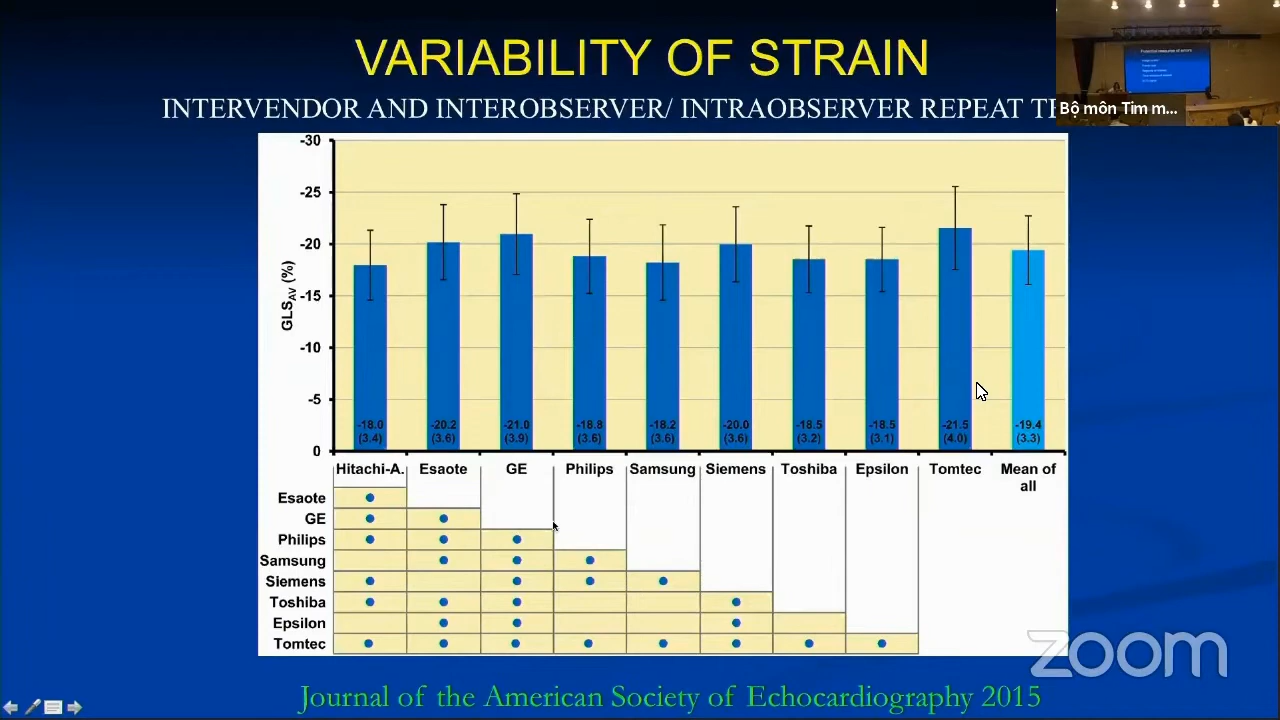 VARIABILITY OF STRAIN
INTERVENDOR AND INTEROBSERVER/ INTRAOBSERVER REPEAT
Bộ môn Tim m...
-30
-25
-20
-15
-10
-5
0
GLSAV (%)
-18.0 -20.2 -21.0 -18.8 -18.2 -20.0 -18.5 -18.5 -21.5 -19.4
(3.4) (3.6) (3.9) (3.6) (3.6) (3.6) (3.2) (3.1) (4.0) (3.3)
Hitachi-A. Esaote GE Philips Samsung Siemens Toshiba Epsilon Tomtec Mean of all
Esaote
GE
Philips
Samsung
Siemens
Toshiba
Epsilon
Tomtec
zoom
Journal of the American Society of Echocardiography 2015